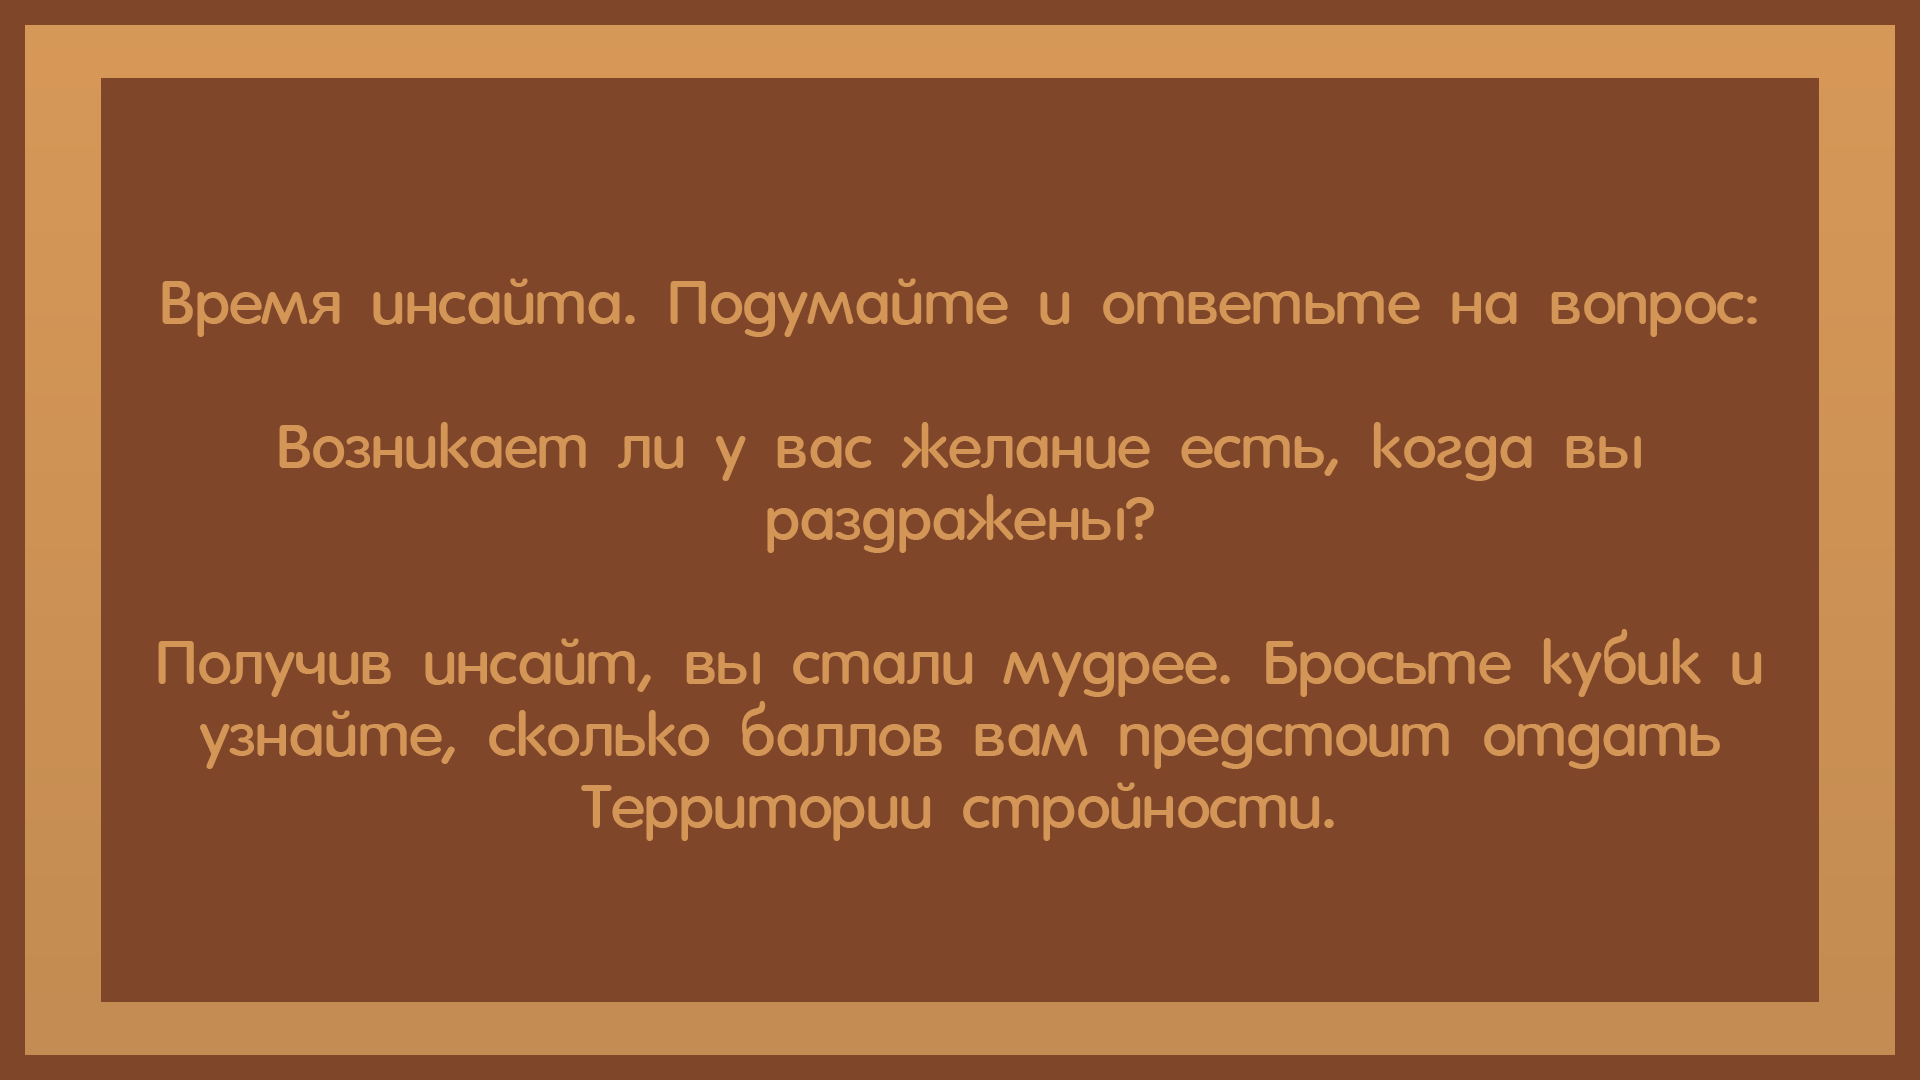 Время инсайта. Подумайте и ответьте на вопрос:
Возникает ли у вас желание есть, когда вы
раздражены?
Получив инсайт, вы стали мудрее. Бросьте кубик и
узнайте, сколько баллов вам предстоит отдать
Территории стройности.